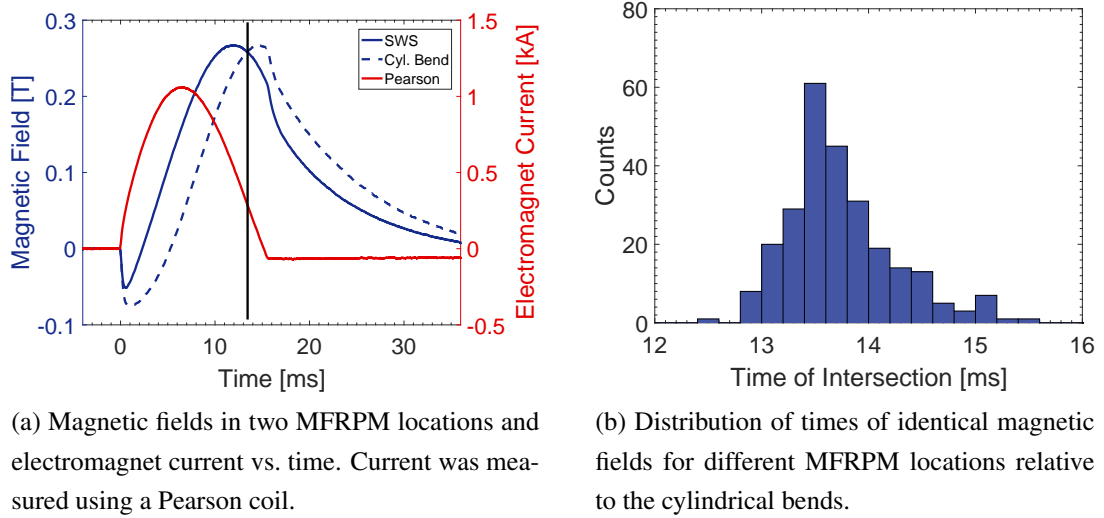 0.3
0.2
0.1
0
-0.1
Magnetic Field [T]
SWS
Cyl. Bend
Pearson
1.5
1
0.5
0
-0.5
Electromagnet Current [kA]
0
10
20
30
Time [ms]
80
60
40
20
0
Counts
12
13
14
15
16
Time of Intersection [ms]
(a) Magnetic fields in two MFRPM locations and
electromagnet current vs. time. Current was mea-
sured using a Pearson coil.
(b) Distribution of times of identical magnetic
fields for different MFRPM locations relative
to the cylindrical bends.